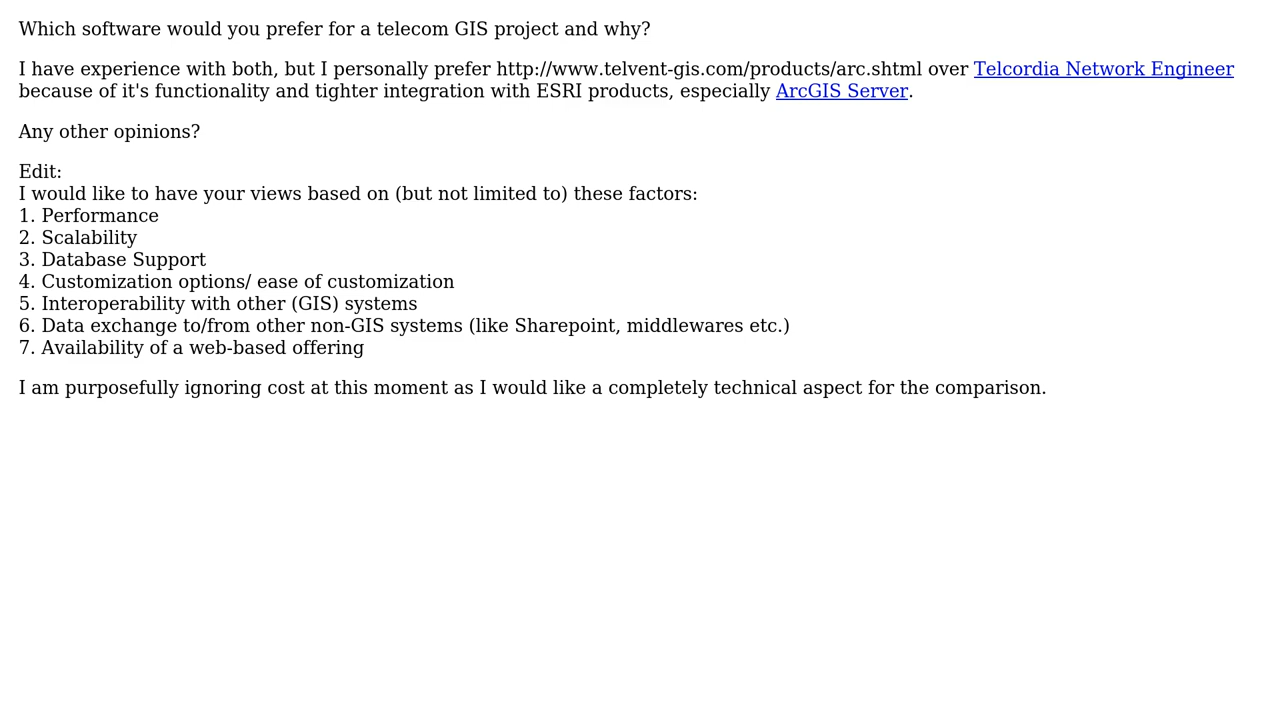 Which software would you prefer for a telecom GIS project and why?
I have experience with both, but I personally prefer http://www.telvent-gis.com/products/arc.shtml over Telcordia Network Engineer
because of it's functionality and tighter integration with ESRI products, especially ArcGIS Server.
Any other opinions?
Edit:
I would like to have your views based on (but not limited to) these factors:
1. Performance
2. Scalability
3. Database Support
4. Customization options/ ease of customization
5. Interoperability with other (GIS) systems
6. Data exchange to/from other non-GIS systems (like Sharepoint, middlewares etc.)
7. Availability of a web-based offering
I am purposefully ignoring cost at this moment as I would like a completely technical aspect for the comparison.